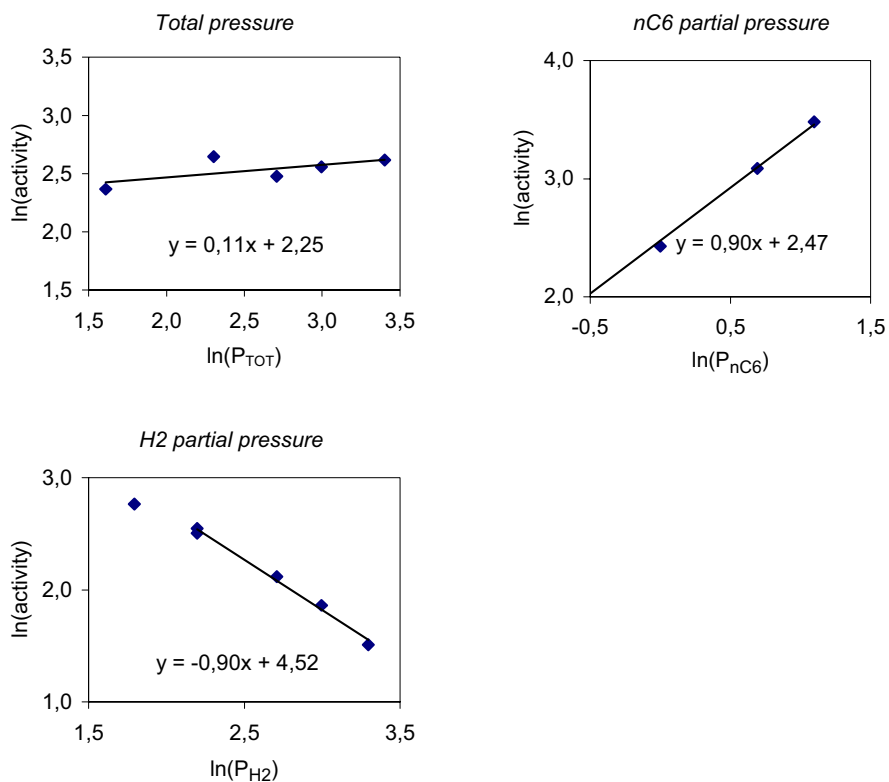 Total pressure
3,5
3,0
2,5
2,0
1,5
ln(activity)
y = 0,11x + 2,25
1,5 2,0 2,5 3,0 3,5
ln(PTOT)
nC6 partial pressure
4,0
3,0
2,0
ln(activity)
y = 0,90x + 2,47
-0,5 0,5 1,5
ln(PnC6)
H2 partial pressure
3,0
2,0
1,0
ln(activity)
y = -0,90x + 4,52
1,5 2,5 3,5
ln(PH2)